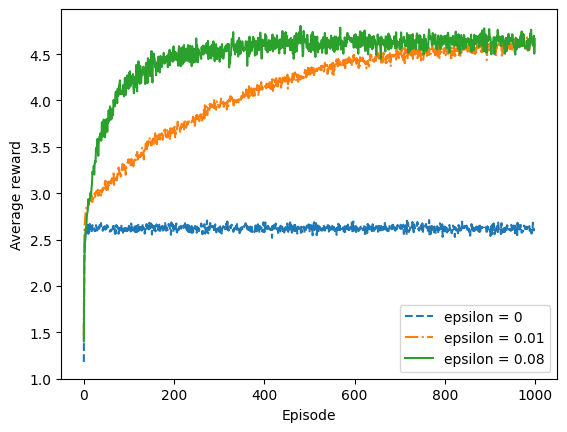 Average reward
4.5
4.0
3.5
3.0
2.5
2.0
1.5
1.0
0
200
400
600
800
1000
Episode
epsilon = 0
epsilon = 0.01
epsilon = 0.08